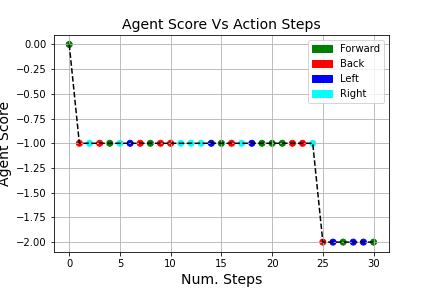 Agent Score Vs Action Steps
Agent Score
0.00
−0.25
−0.50
−0.75
−1.00
−1.25
−1.50
−1.75
−2.00
Forward
Back
Left
Right
0 5 10 15 20 25 30
Num. Steps